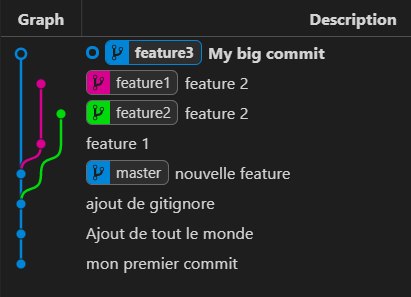 Graph Description
feature3 My big commit
feature1 feature 2
feature2 feature 2
feature 1
master nouvelle feature
ajout de gitignore
Ajout de tout le monde
mon premier commit